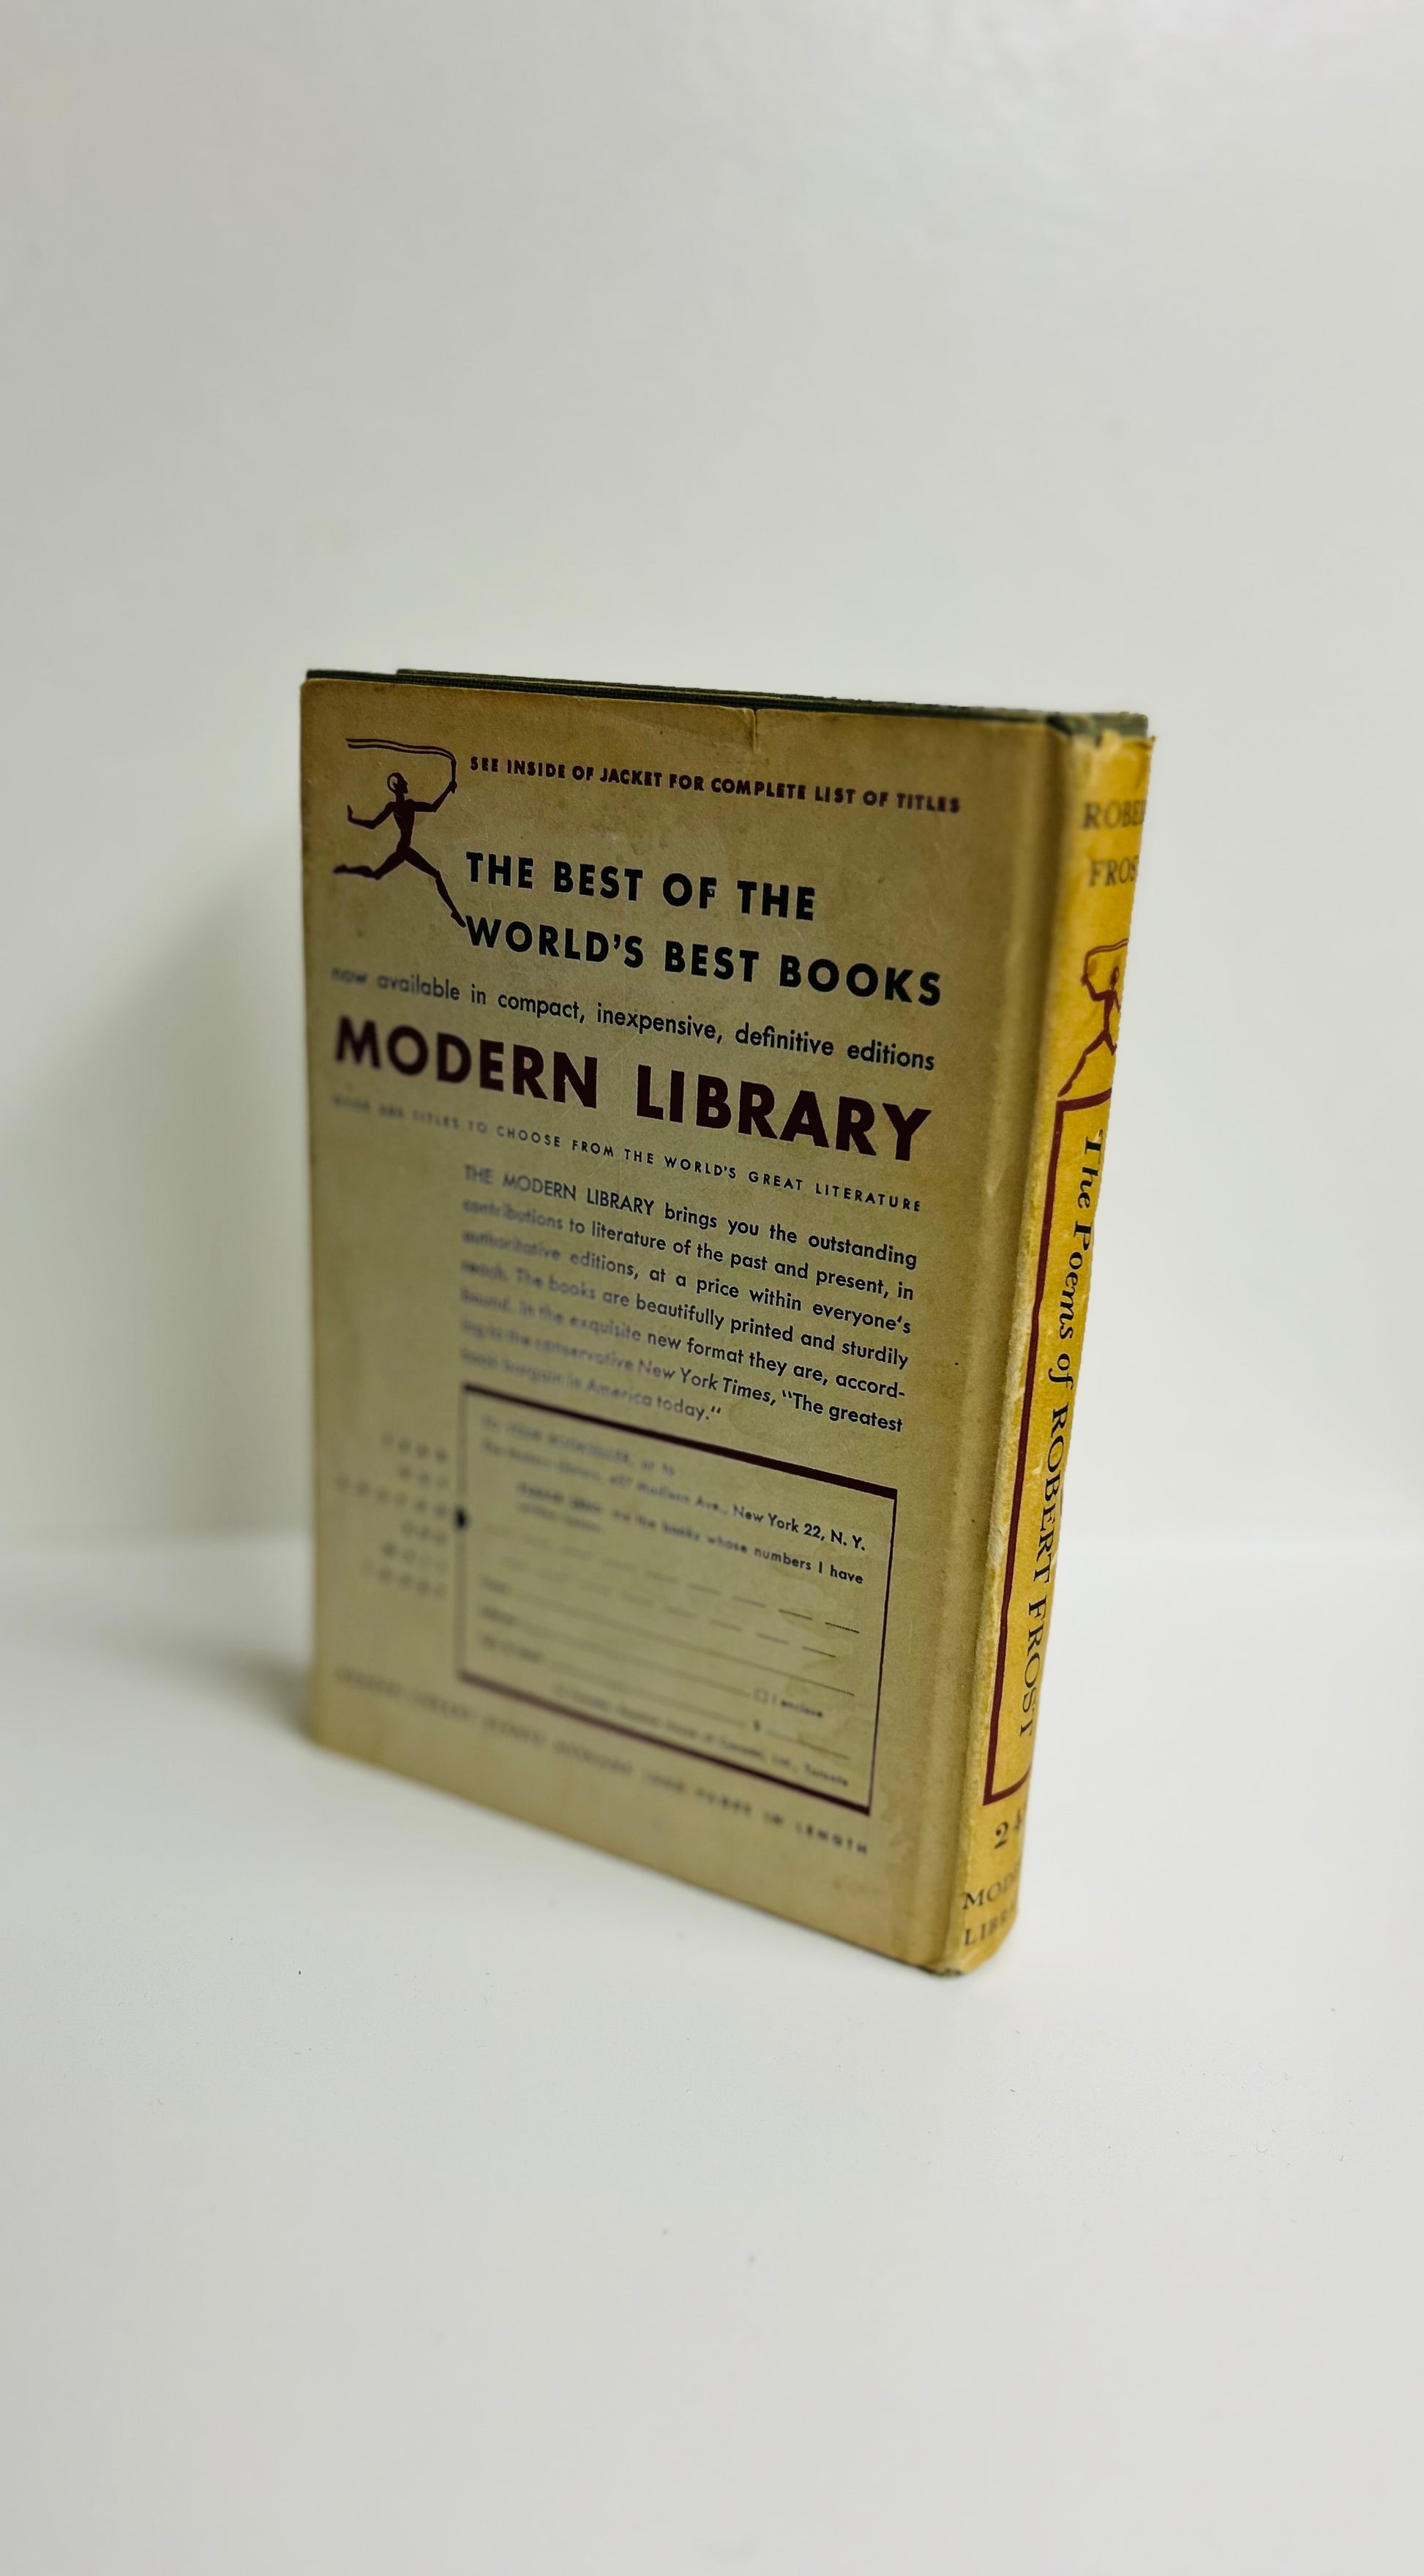 SEE INSIDE OF JACKET FOR COMPLETE LIST OF TITLES
THE BEST OF THE
WORLD'S BEST BOOKS
now available in compact, inexpensive, definitive editions
MODERN LIBRARY
TITLES TO CHOOSE FROM THE WORLD'S GREAT LITERATURE
THE MODERN LIBRARY brings you the outstanding
contributions to literature of the past and present, in
authoritative editions, at a price within everyone's
reach. The books are beautifully printed and sturdily
bound. In the exquisite new format they are, accord-
ing to the conservative New York Times, "The greatest
book bargain in America today."
New York 22, N. Y.
the books whose numbers I have
I enclose
$
IN LENGTH
ROBE
FROS
The Poems of ROBERT FROST
24
MOD
LIBR